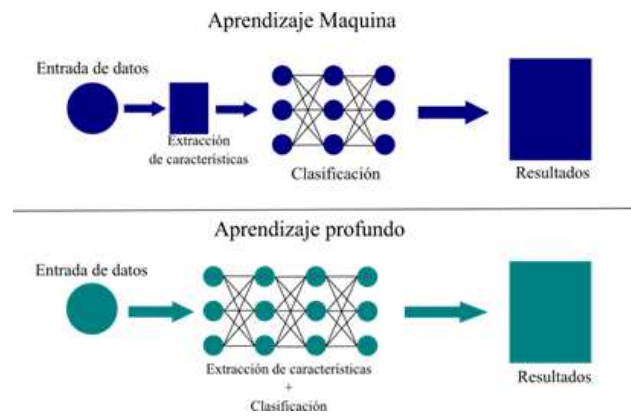 Aprendizaje Maquina
Entrada de datos
Extracción
de características
Clasificación
Resultados
Aprendizaje profundo
Entrada de datos
Extracción de características
+
Clasificación
Resultados